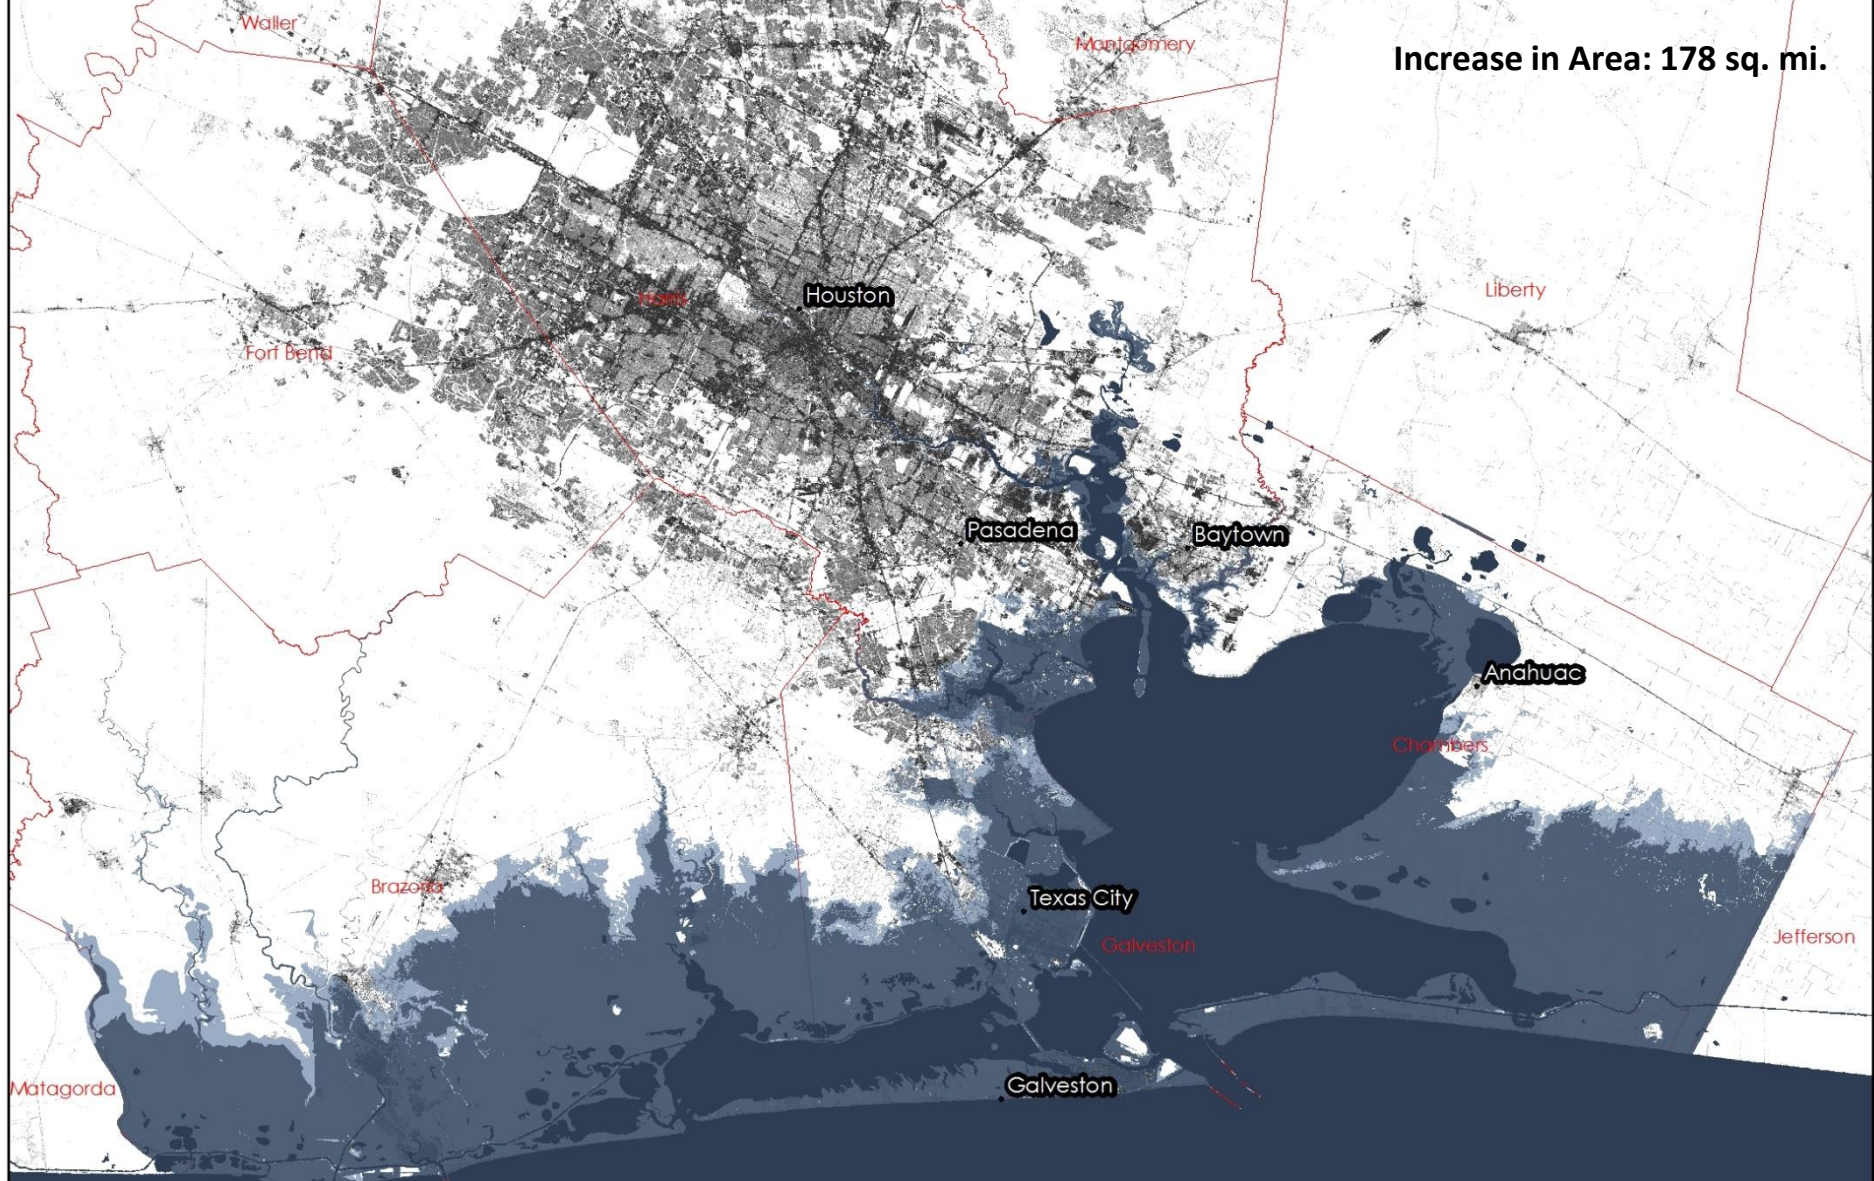 Waller
Montgomery
Increase in Area: 178 sq. mi.
Liberty
Houston
Harris
Fort Bend
Pasadena
Baytown
Anahuac
Chambers
Brazoria
Texas City
Galveston
Jefferson
Matagorda
Galveston